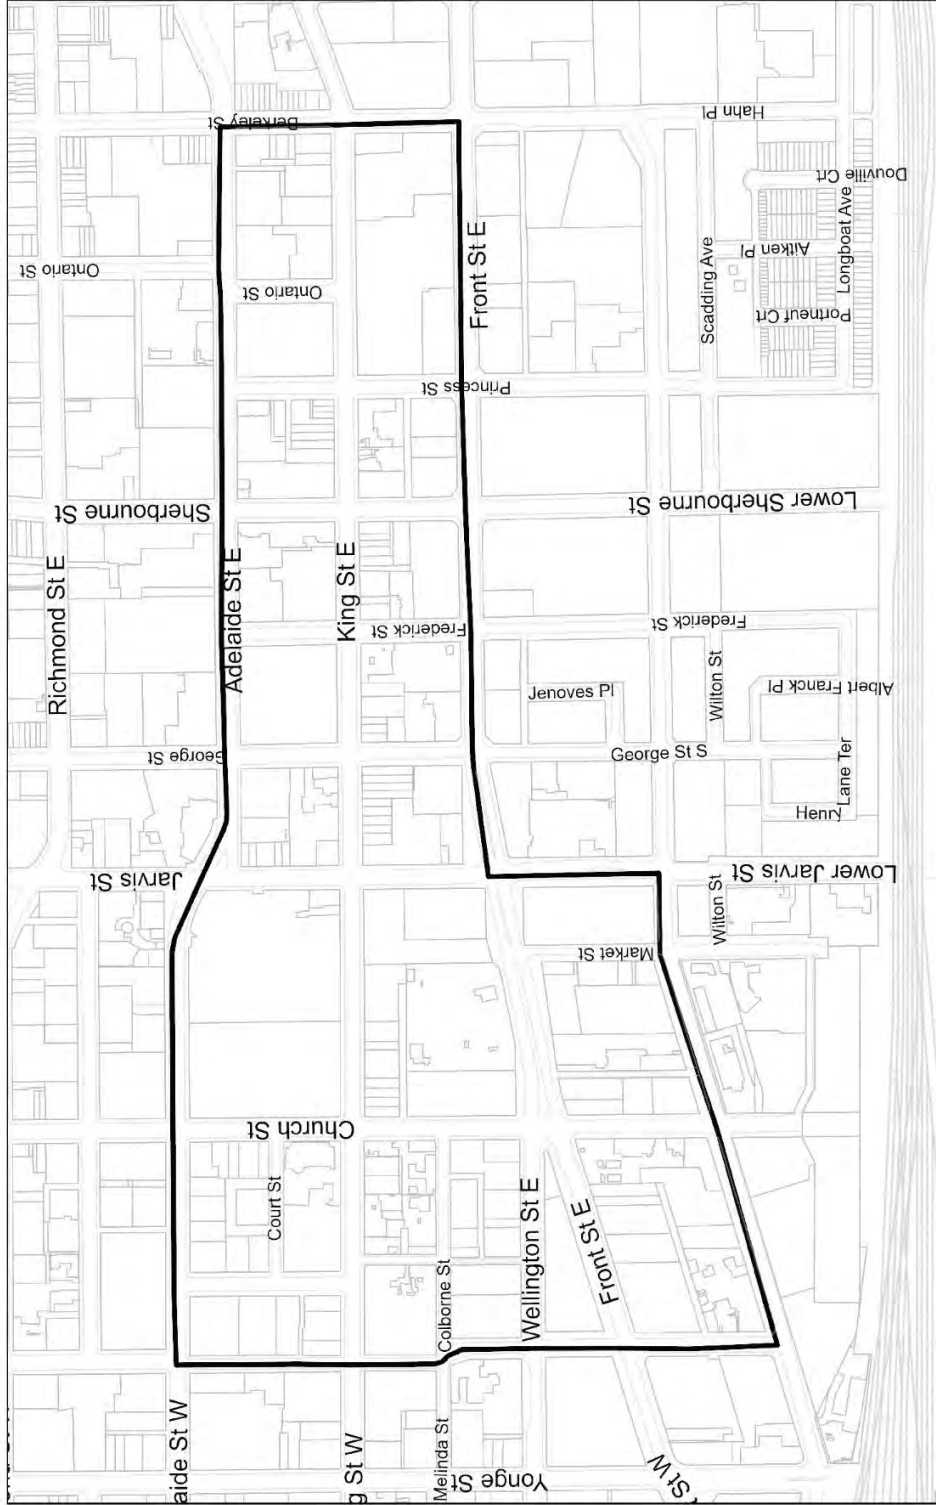 Berkeley St
Hahn Pl
Douville Crt
Ontario St
Ontario St
Front St E
Scadding Ave
Aitken Pl
Longboat Ave
Portneuf Crt
Princess St
Sherbourne St
Lower Sherbourne St
Richmond St E
Adelaide St E
King St E
Frederick St
Frederick St
Jenoves Pl
Wilton St
Albert Franck Pl
George St
George St S
Henry
Lane Ter
Jarvis St
Lower Jarvis St
Wilton St
Market St
Church St
Court St
Colborne St
Wellington St E
Front St E
aide St W
g St W
Melinda St
Yonge St
St W